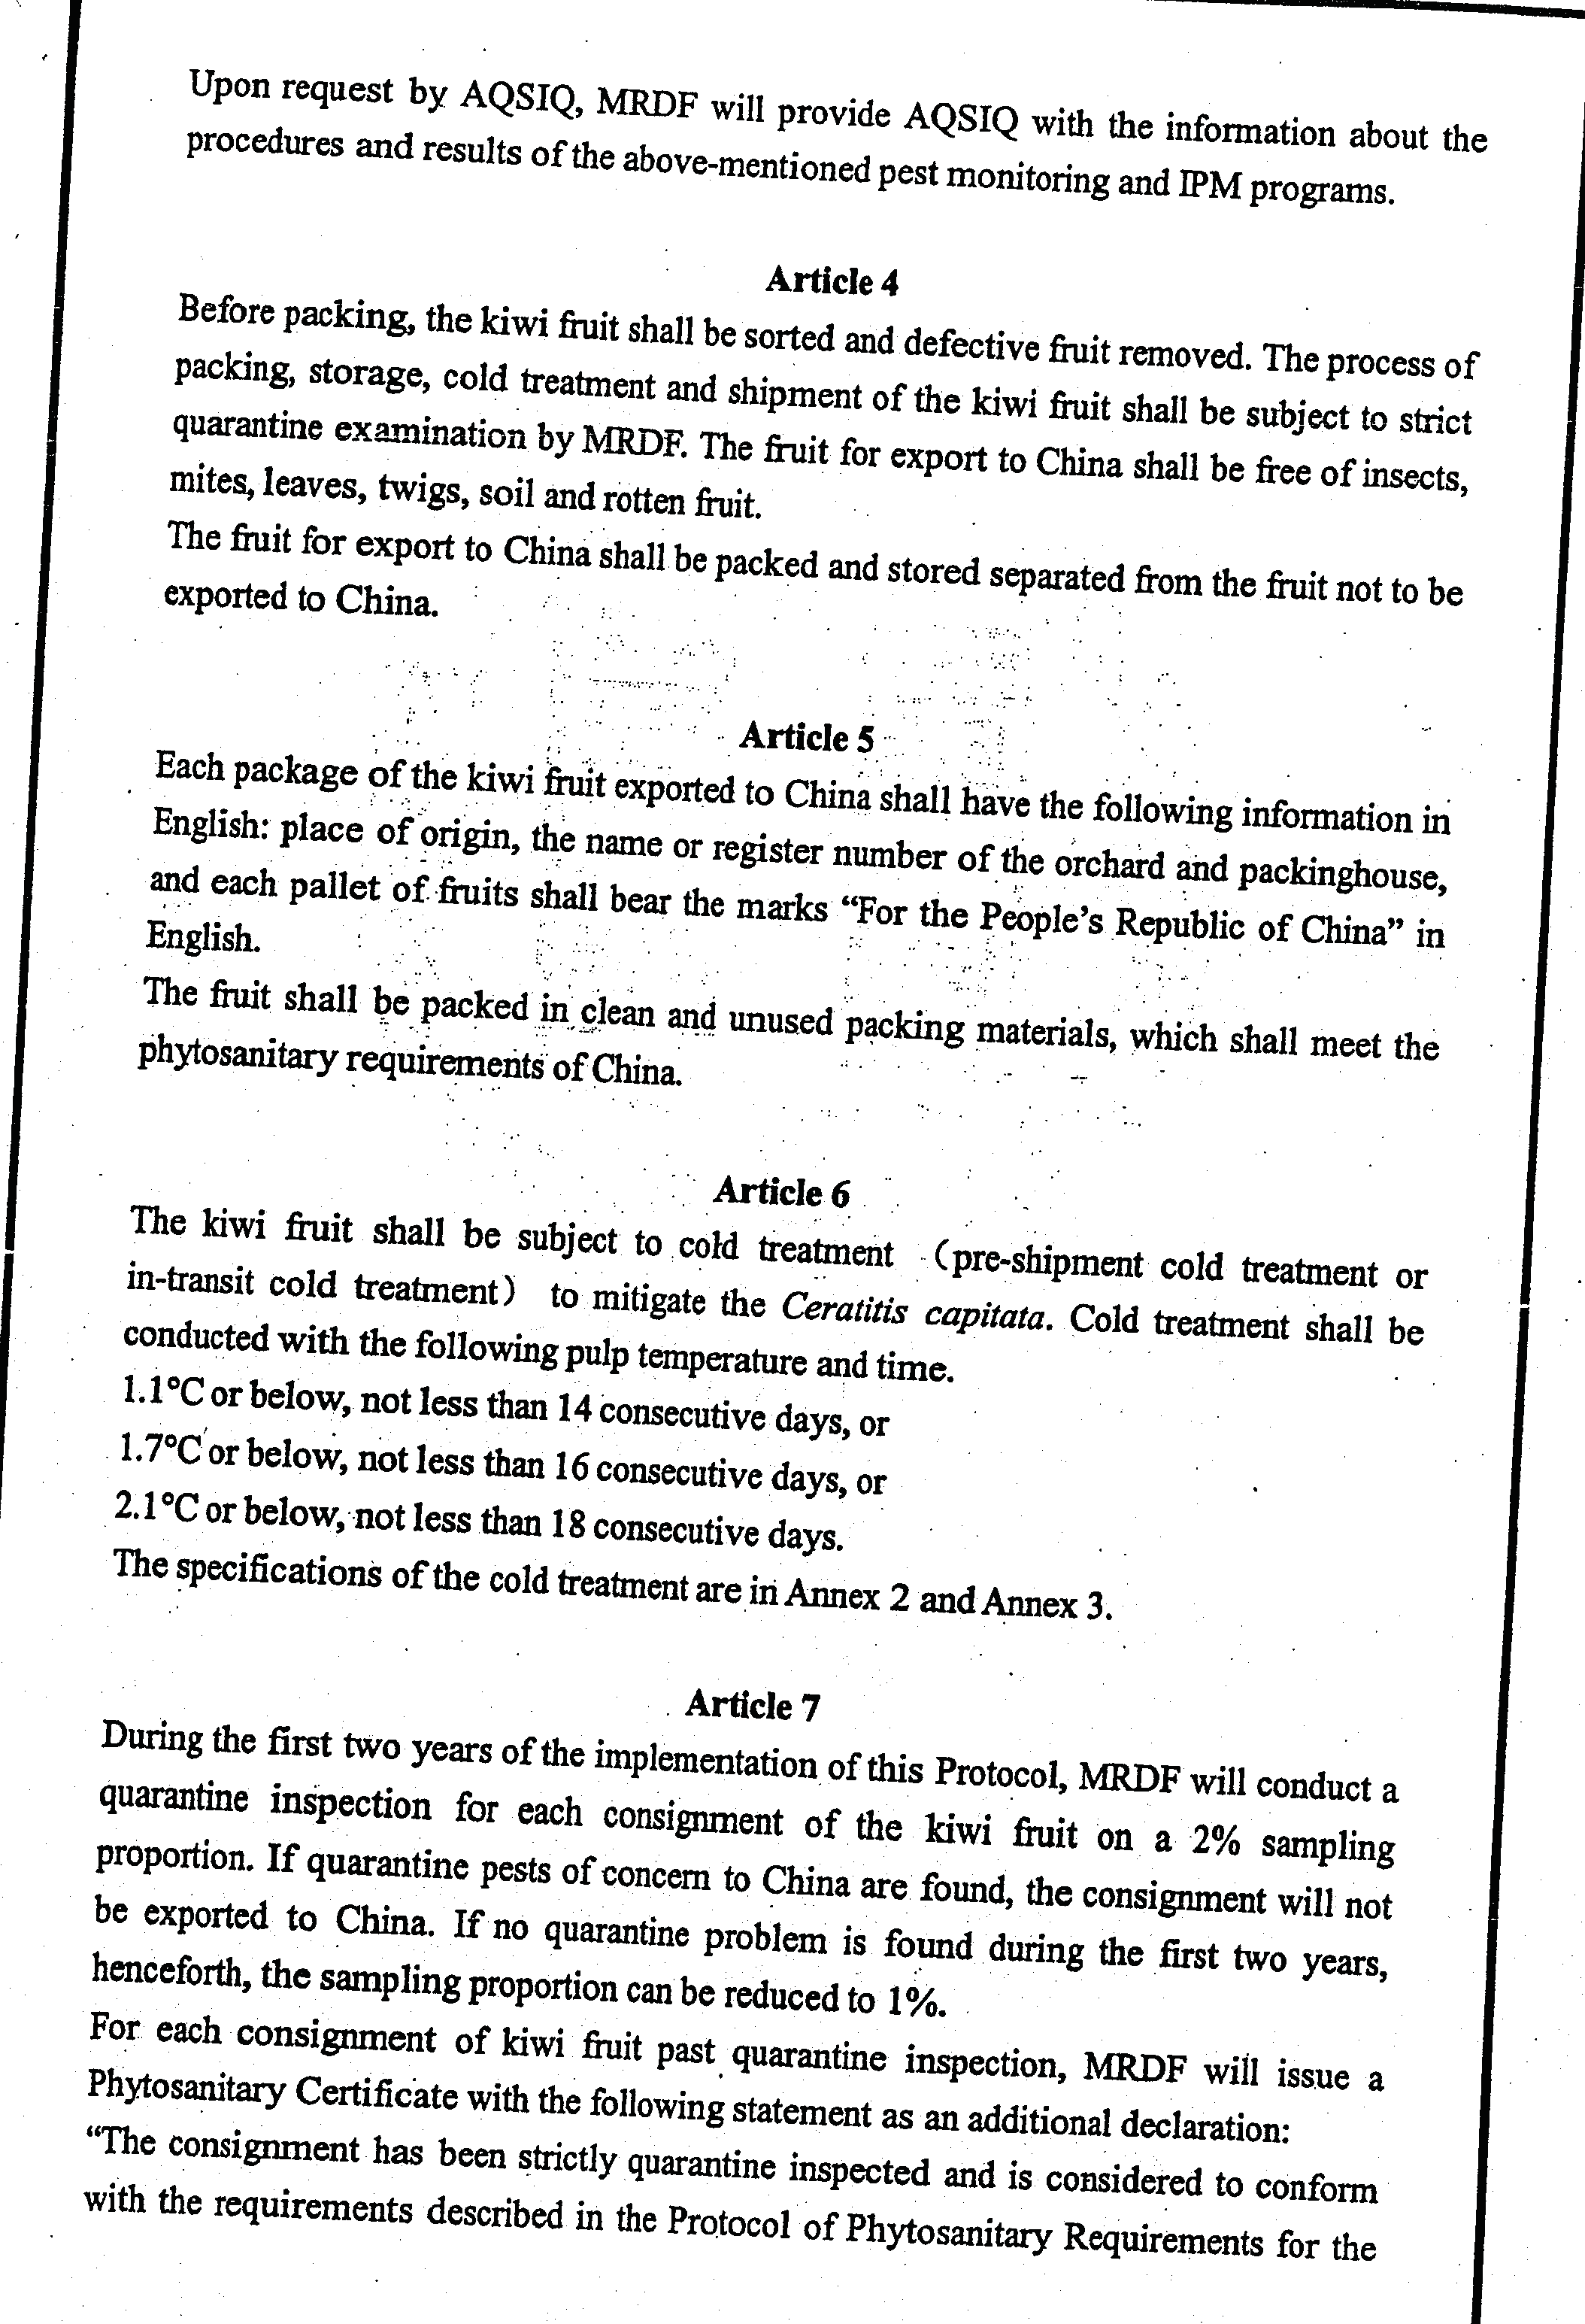 Upon request by AQSIQ, MRDF will provide AQSIQ with the information about the
procedures and results of the above-mentioned pest monitoring and IPM programs.
Article 4
Before packing, the kiwi fruit shall be sorted and defective fruit removed. The process of
packing, storage, cold treatment and shipment of the kiwi fruit shall be subject to strict
quarantine examination by MRDF. The fruit for export to China shall be free of insects,
mites, leaves, twigs, soil and rotten fruit.
The fruit for export to China shall be packed and stored separated from the fruit not to be
exported to China.
Article 5
Each package of the kiwi fruit exported to China shall have the following information in
English: place of origin, the name or register number of the orchard and packinghouse,
and each pallet of fruits shall bear the marks “For the People’s Republic of China” in
English.
The fruit shall be packed in clean and unused packing materials, which shall meet the
phytosanitary requirements of China.
Article 6
The kiwi fruit shall be subject to cold treatment （pre-shipment cold treatment or
in-transit cold treatment） to mitigate the Ceratitis capitata. Cold treatment shall be
conducted with the following pulp temperature and time.
1.1°C or below, not less than 14 consecutive days, or
1.7°C or below, not less than 16 consecutive days, or
2.1°C or below, not less than 18 consecutive days.
The specifications of the cold treatment are in Annex 2 and Annex 3.
Article 7
During the first two years of the implementation of this Protocol, MRDF will conduct a
quarantine inspection for each consignment of the kiwi fruit on a 2% sampling
proportion. If quarantine pests of concern to China are found, the consignment will not
be exported to China. If no quarantine problem is found during the first two years,
henceforth, the sampling proportion can be reduced to 1%.
For each consignment of kiwi fruit past quarantine inspection, MRDF will issue a
Phytosanitary Certificate with the following statement as an additional declaration:
“The consignment has been strictly quarantine inspected and is considered to conform
with the requirements described in the Protocol of Phytosanitary Requirements for the